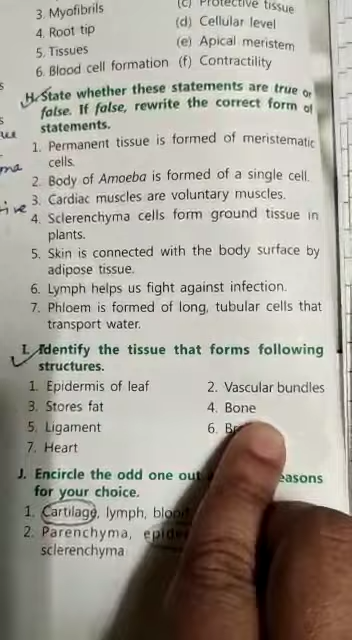 3. Myofibrils (c) Protective tissue
4. Root tip (d) Cellular level
5. Tissues (e) Apical meristem
6. Blood cell formation (f) Contractility
H. State whether these statements are true or
false. If false, rewrite the correct form of
statements.
1. Permanent tissue is formed of meristematic
cells.
2. Body of Amoeba is formed of a single cell.
3. Cardiac muscles are voluntary muscles.
4. Sclerenchyma cells form ground tissue in
plants.
5. Skin is connected with the body surface by
adipose tissue.
6. Lymph helps us fight against infection.
7. Phloem is formed of long, tubular cells that
transport water.
I. Identify the tissue that forms following
structures.
1. Epidermis of leaf 2. Vascular bundles
3. Stores fat 4. Bone
5. Ligament 6.
7. Heart
J. Encircle the odd one out
for your choice.
1. Cartilage, lymph, blood
2. Parenchyma,
sclerenchyma